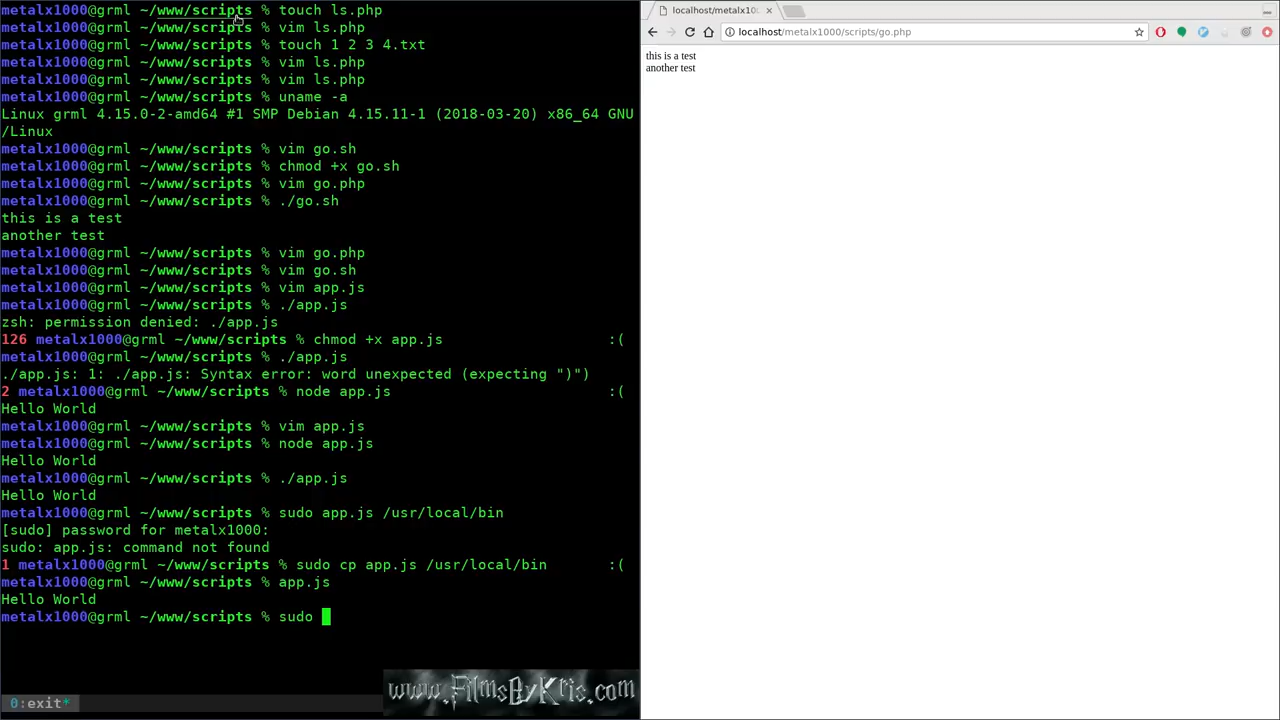 metalx1000@grml ~/www/scripts % touch ls.php
metalx1000@grml ~/www/scripts % vim ls.php
metalx1000@grml ~/www/scripts % touch 1 2 3 4.txt
metalx1000@grml ~/www/scripts % vim ls.php
metalx1000@grml ~/www/scripts % vim ls.php
metalx1000@grml ~/www/scripts % uname -a
Linux grml 4.15.0-2-amd64 #1 SMP Debian 4.15.11-1 (2018-03-20) x86_64 GNU
/Linux
metalx1000@grml ~/www/scripts % vim go.sh
metalx1000@grml ~/www/scripts % chmod +x go.sh
metalx1000@grml ~/www/scripts % vim go.php
metalx1000@grml ~/www/scripts % ./go.sh
this is a test
another test
metalx1000@grml ~/www/scripts % vim go.php
metalx1000@grml ~/www/scripts % vim go.sh
metalx1000@grml ~/www/scripts % vim app.js
metalx1000@grml ~/www/scripts % ./app.js
zsh: permission denied: ./app.js
126 metalx1000@grml ~/www/scripts % chmod +x app.js :(
metalx1000@grml ~/www/scripts % ./app.js
./app.js: 1: ./app.js: Syntax error: word unexpected (expecting ")")
2 metalx1000@grml ~/www/scripts % node app.js :(
Hello World
metalx1000@grml ~/www/scripts % vim app.js
metalx1000@grml ~/www/scripts % node app.js
Hello World
metalx1000@grml ~/www/scripts % ./app.js
Hello World
metalx1000@grml ~/www/scripts % sudo app.js /usr/local/bin
[sudo] password for metalx1000:
sudo: app.js: command not found
1 metalx1000@grml ~/www/scripts % sudo cp app.js /usr/local/bin :(
metalx1000@grml ~/www/scripts % app.js
Hello World
metalx1000@grml ~/www/scripts % sudo
www.FilmsByKris.com
0:exit*
localhost/metalx10
localhost/metalx1000/scripts/go.php
this is a test
another test